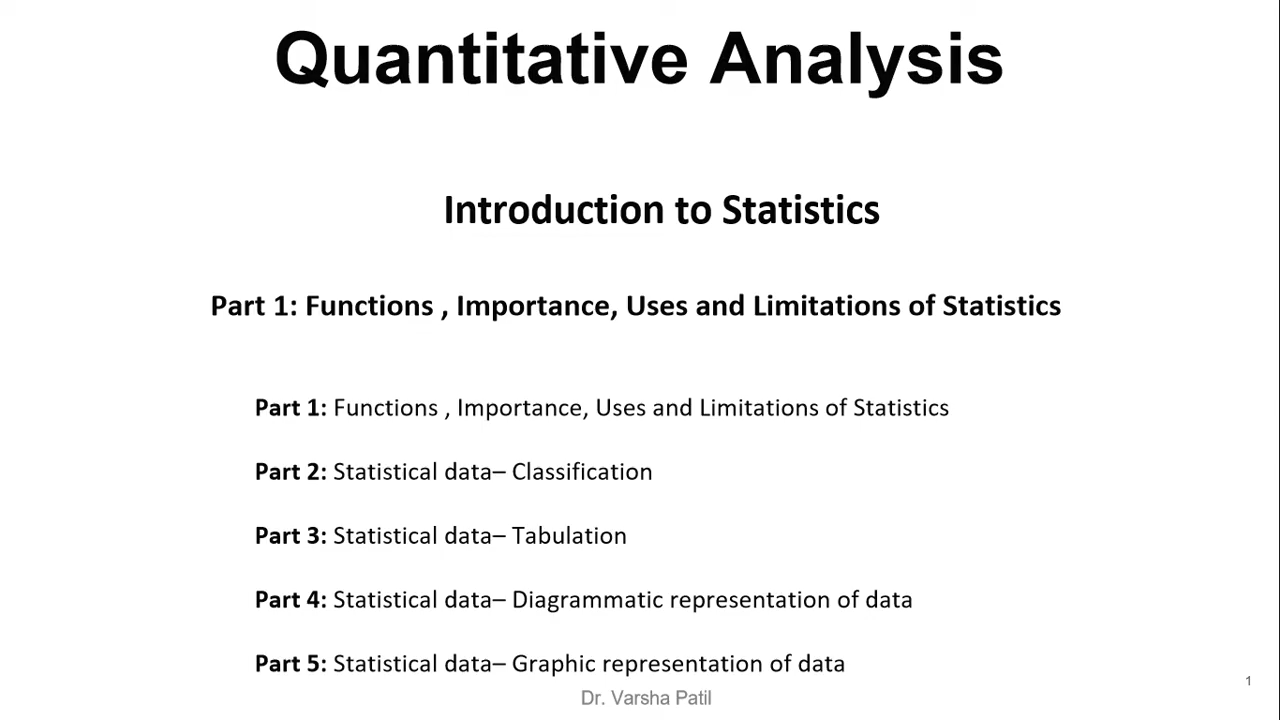 Quantitative Analysis
Introduction to Statistics
Part 1: Functions , Importance, Uses and Limitations of Statistics
Part 1: Functions , Importance, Uses and Limitations of Statistics
Part 2: Statistical data– Classification
Part 3: Statistical data– Tabulation
Part 4: Statistical data– Diagrammatic representation of data
Part 5: Statistical data– Graphic representation of data
1
Dr. Varsha Patil